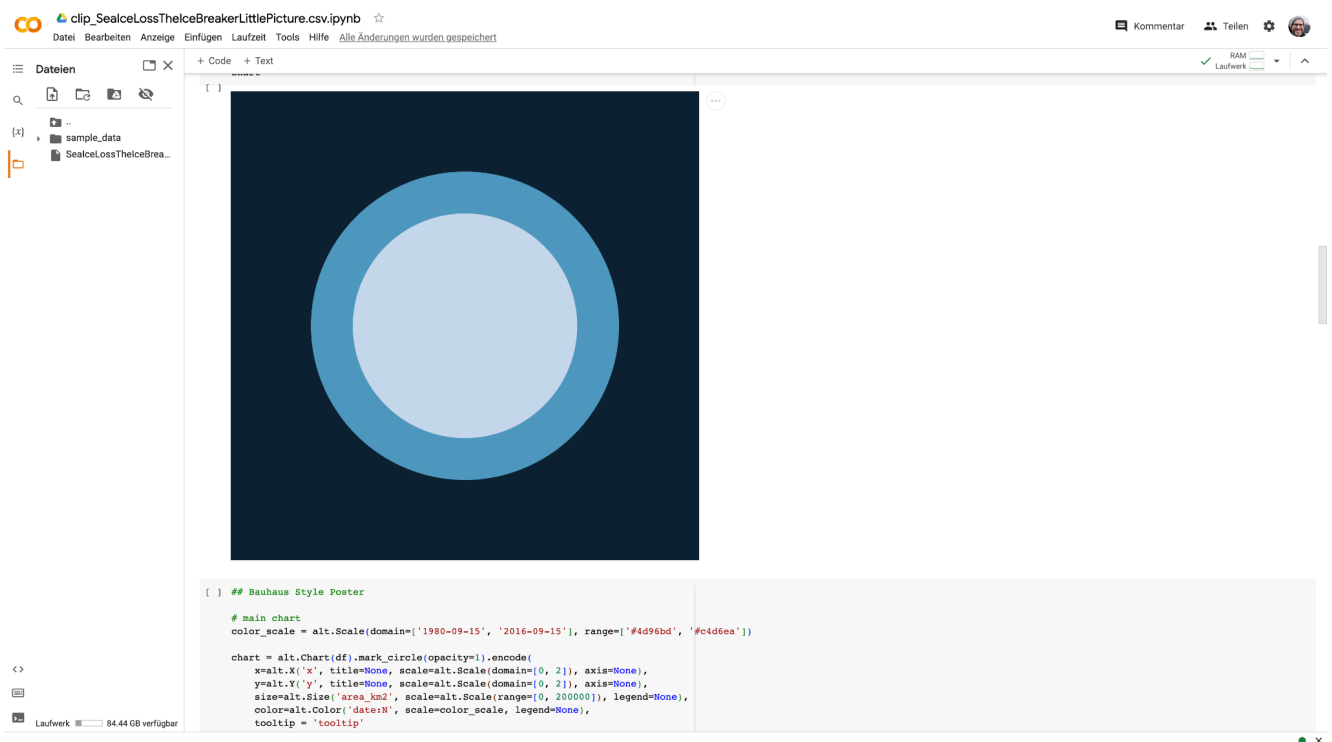 clip_SeaIceLossTheIceBreakerLittlePicture.csv.ipynb
Datei Bearbeiten Anzeige Einfügen Laufzeit Tools Hilfe Alle Änderungen wurden gespeichert
Kommentar Teilen
Dateien
+ Code + Text
RAM
Laufwerk
..
{x}
sample_data
SeaIceLossTheIceBrea...
[ ]
[ ] ## Bauhaus Style Poster
# main chart
color_scale = alt.Scale(domain=['1980-09-15', '2016-09-15'], range=['#4d96bd', '#c4d6ea'])
chart = alt.Chart(df).mark_circle(opacity=1).encode(
x=alt.X('x', title=None, scale=alt.Scale(domain=[0, 2]), axis=None),
y=alt.Y('y', title=None, scale=alt.Scale(domain=[0, 2]), axis=None),
size=alt.Size('area_km2', scale=alt.Scale(range=[0, 200000]), legend=None),
color=alt.Color('date:N', scale=color_scale, legend=None),
tooltip = 'tooltip'
Laufwerk 84.44 GB verfügbar